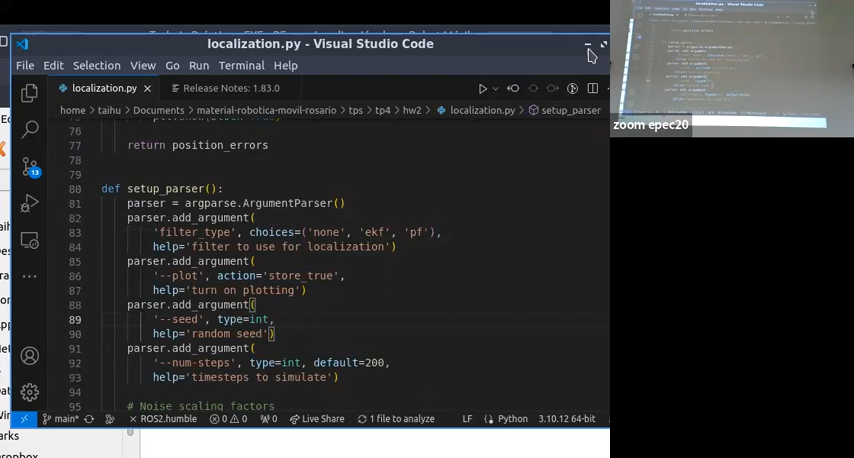 localization.py - Visual Studio Code
File Edit Selection View Go Run Terminal Help
localization.py Release Notes: 1.83.0
home > taihu > Documents > material-robotica-movil-rosario > tps > tp4 > hw2 > localization.py > setup_parser
76
77 return position_errors
78
79
80 def setup_parser():
81 parser = argparse.ArgumentParser()
82 parser.add_argument(
83 'filter_type', choices=('none', 'ekf', 'pf'),
84 help='filter to use for localization')
85 parser.add_argument(
86 '--plot', action='store_true',
87 help='turn on plotting')
88 parser.add_argument(
89 '--seed', type=int,
90 help='random seed')
91 parser.add_argument(
92 '--num-steps', type=int, default=200,
93 help='timesteps to simulate')
94
95 # Noise scaling factors
13
main* ROS2.humble 0 0 0 Live Share 1 file to analyze LF Python 3.10.12 64-bit
zoom epec20